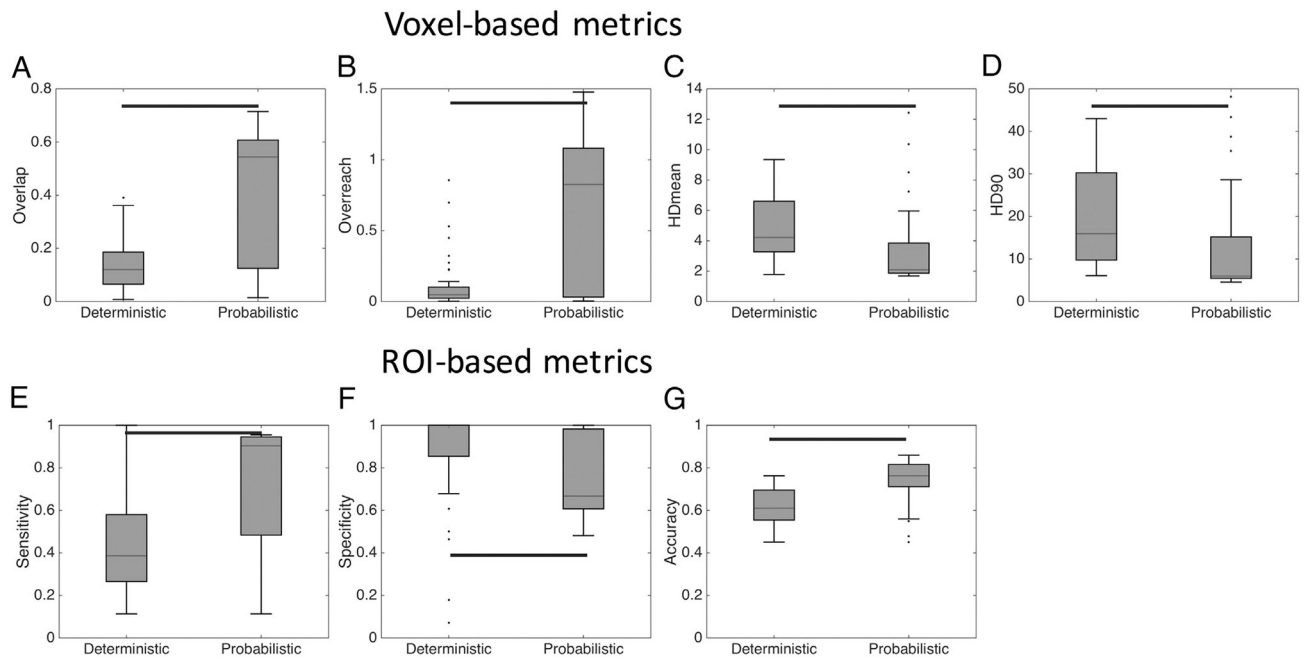 Voxel-based metrics
A
B
C
D
0.8
0.6
0.4
0.2
0
Overlap
Deterministic
Probabilistic
1.5
1
0.5
0
Overreach
Deterministic
Probabilistic
14
12
10
8
6
4
2
0
HDmean
Deterministic
Probabilistic
50
40
30
20
10
0
HD90
Deterministic
Probabilistic
ROI-based metrics
E
F
G
1
0.8
0.6
0.4
0.2
0
Sensitivity
Deterministic
Probabilistic
1
0.8
0.6
0.4
0.2
0
Specificity
Deterministic
Probabilistic
1
0.8
0.6
0.4
0.2
0
Accuracy
Deterministic
Probabilistic